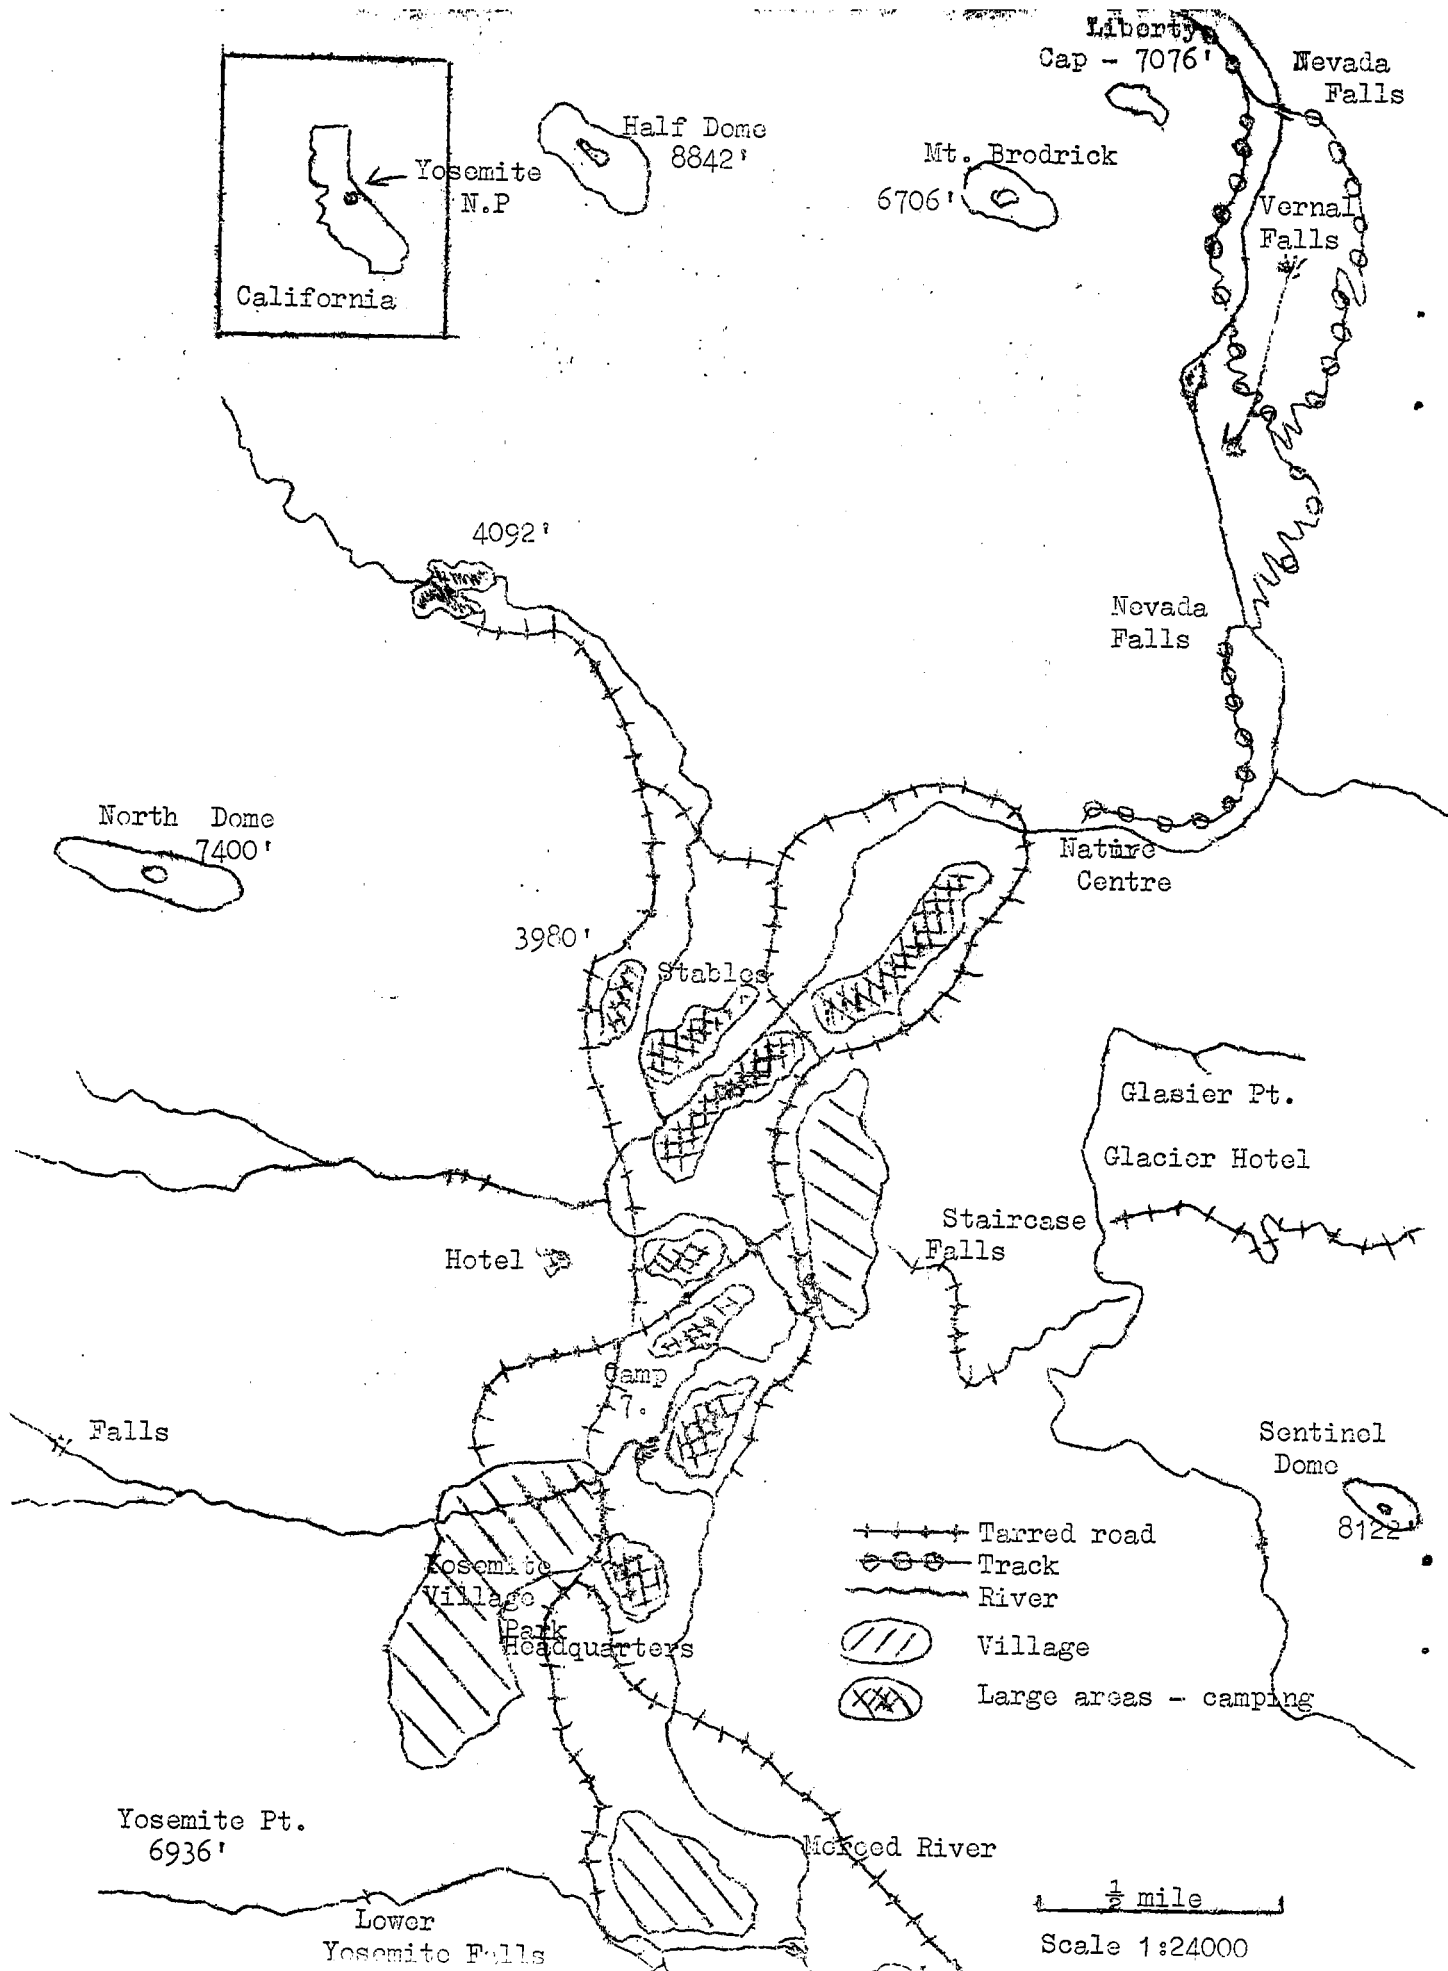 Liberty
Cap - 7076'
Nevada
Falls
Half Dome
8842'
Mt. Brodrick
6706'
Yosemite
N.P
Vernal
Falls
California
4092'
Nevada
Falls
North Dome
7400'
Nature
Centre
3980'
Stables
Glasier Pt.
Glacier Hotel
Staircase
Falls
Hotel
Camp
7.
Falls
Sentinel
Dome
8122'
Tarred road
Track
River
Village
Large areas - camping
Yosemite
Village
Park
Headquarters
Yosemite Pt.
6936'
Merced River
Lower
Yosemite Falls
½ mile
Scale 1:24000